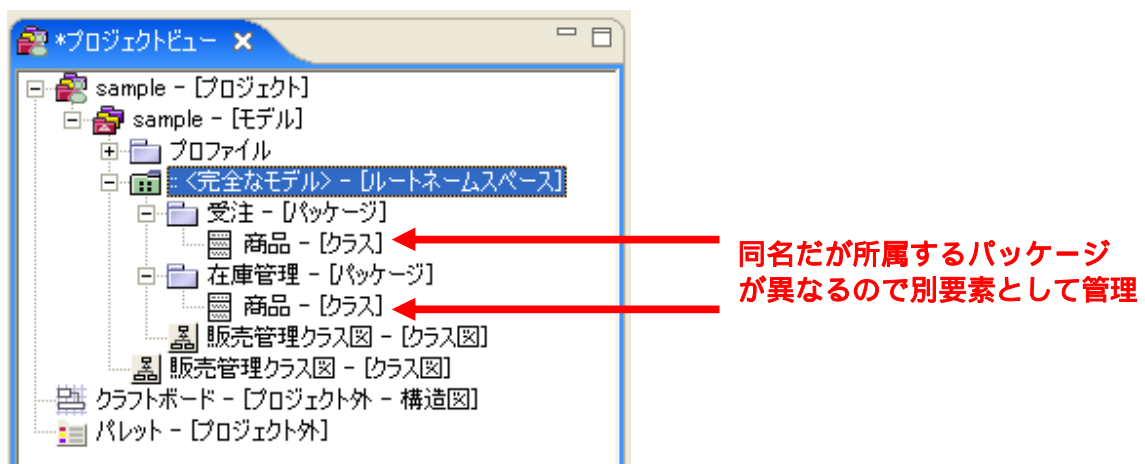 *プロジェクトビュー
sample - [プロジェクト]
sample - [モデル]
プロファイル
:: <完全なモデル> - [ルートネームスペース]
受注 - [パッケージ]
商品 - [クラス]
在庫管理 - [パッケージ]
商品 - [クラス]
販売管理クラス図 - [クラス図]
販売管理クラス図 - [クラス図]
クラフトボード - [プロジェクト外 - 構造図]
パレット - [プロジェクト外]
同名だが所属するパッケージ
が異なるので別要素として管理